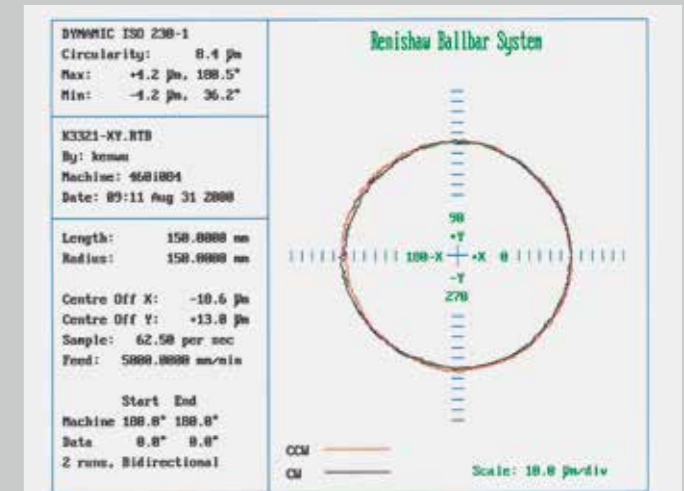 DYNAMIC ISO 230-1
Circularity: 8.4 µm
Max: +4.2 µm, 180.5°
Min: -4.2 µm, 36.2°
K3321-XY.RTB
By: kenwu
Machine: 460i004
Date: 09:11 Aug 31 2000
Length: 150.0000 mm
Radius: 150.0000 mm
Centre Off X: -10.6 µm
Centre Off Y: +13.0 µm
Sample: 62.50 per sec
Feed: 5000.0000 mm/min
Start End
Machine 180.0° 180.0°
Data 0.0° 0.0°
2 runs, Bidirectional
Renishaw Ballbar System
90
+Y
180-X +X 0
-Y
270
CCW
CW
Scale: 10.0 µm/div